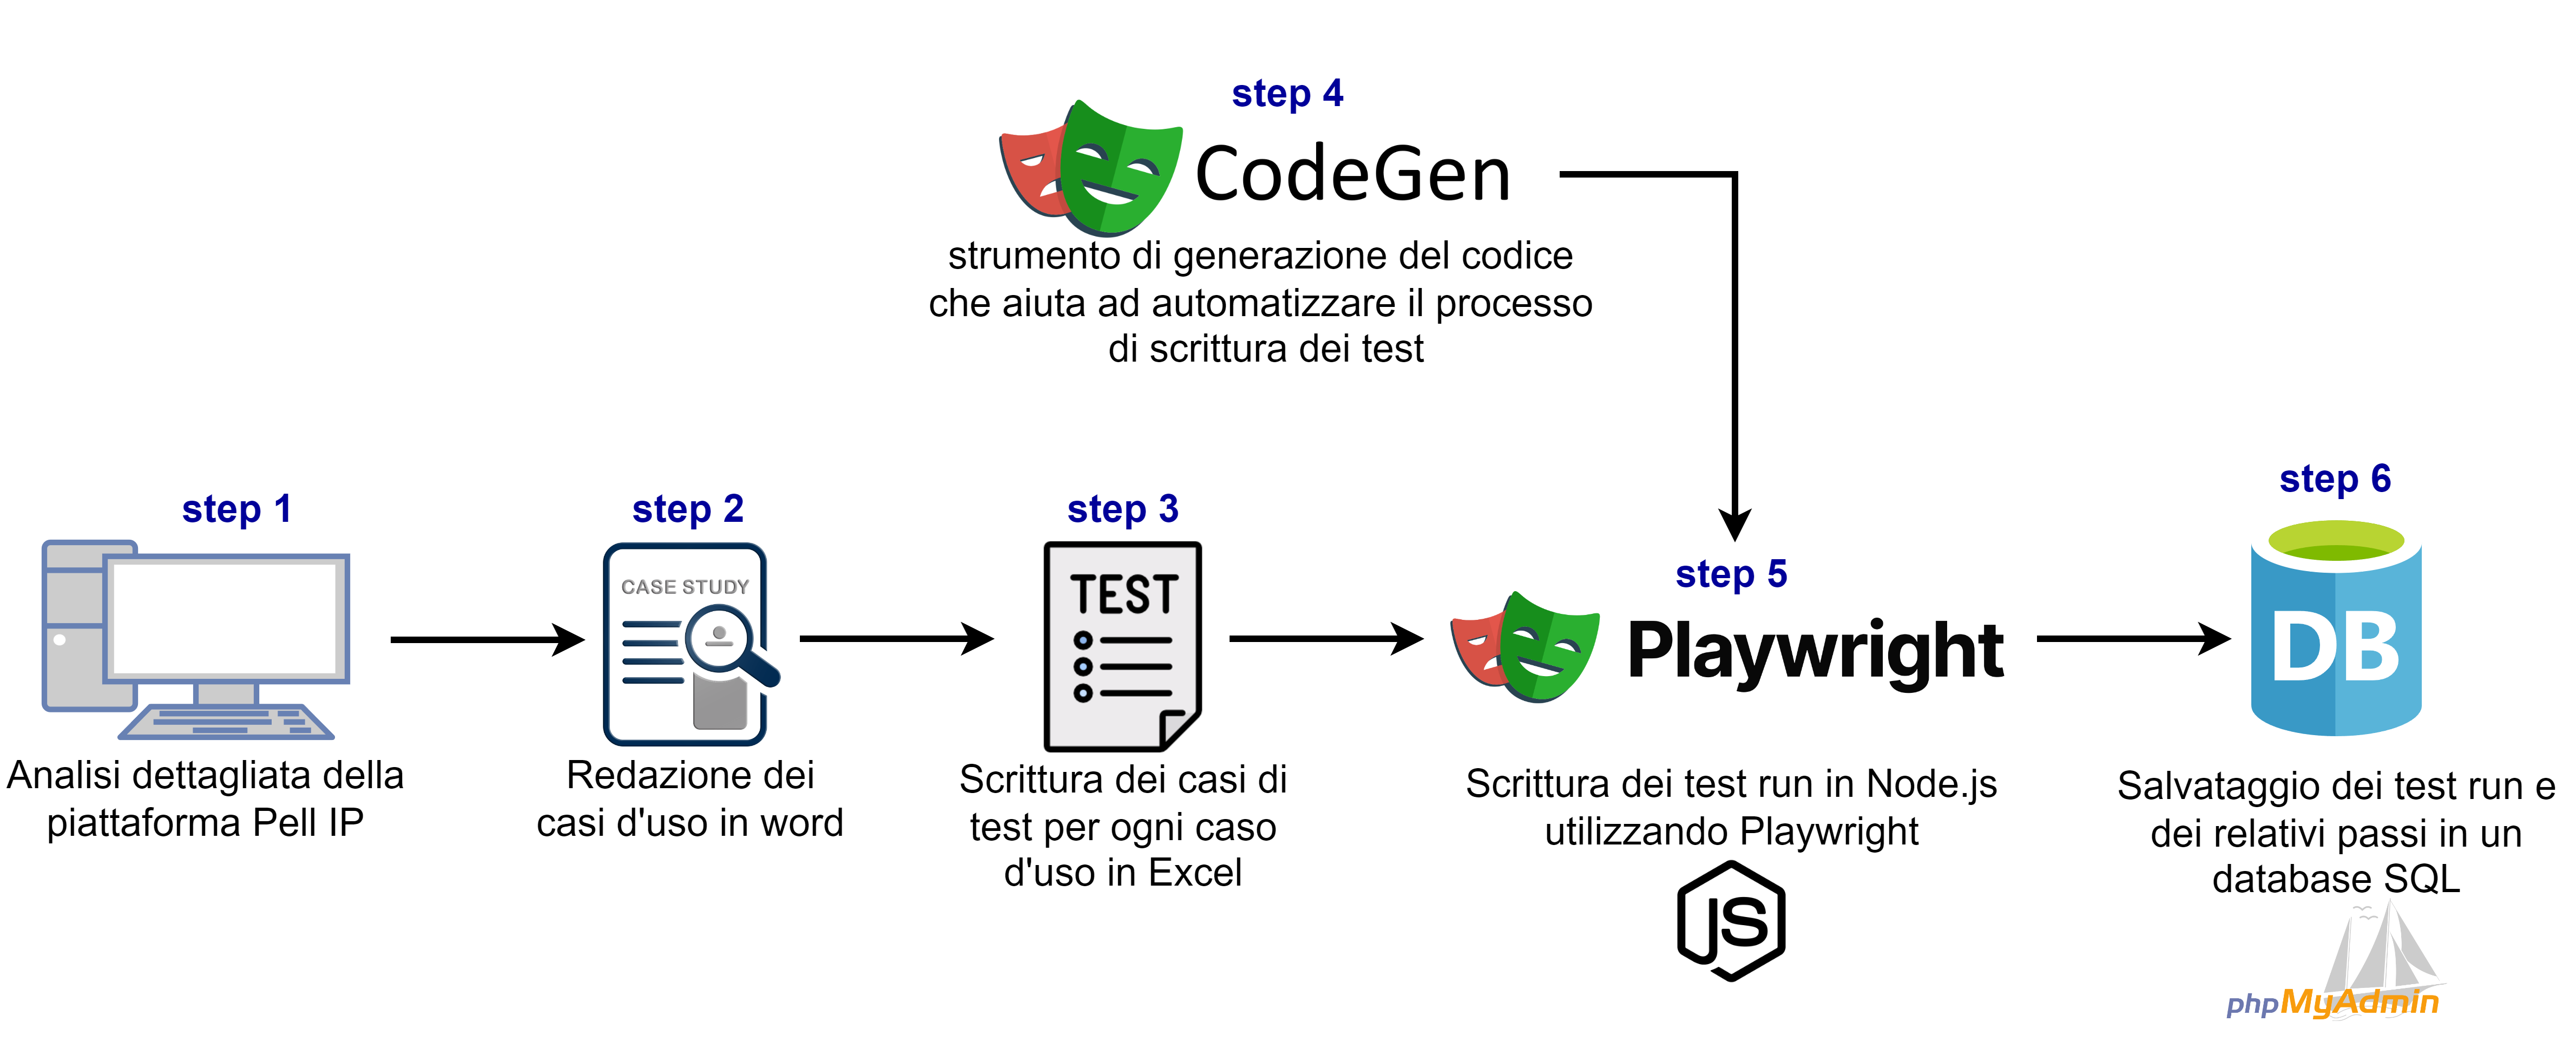 step 4
CodeGen
strumento di generazione del codice
che aiuta ad automatizzare il processo
di scrittura dei test
step 1
Analisi dettagliata della
piattaforma Pell IP
step 2
CASE STUDY
Redazione dei
casi d'uso in word
step 3
TEST
Scrittura dei casi di
test per ogni caso
d'uso in Excel
step 5
Playwright
Scrittura dei test run in Node.js
utilizzando Playwright
JS
step 6
DB
Salvataggio dei test run e
dei relativi passi in un
database SQL
phpMyAdmin